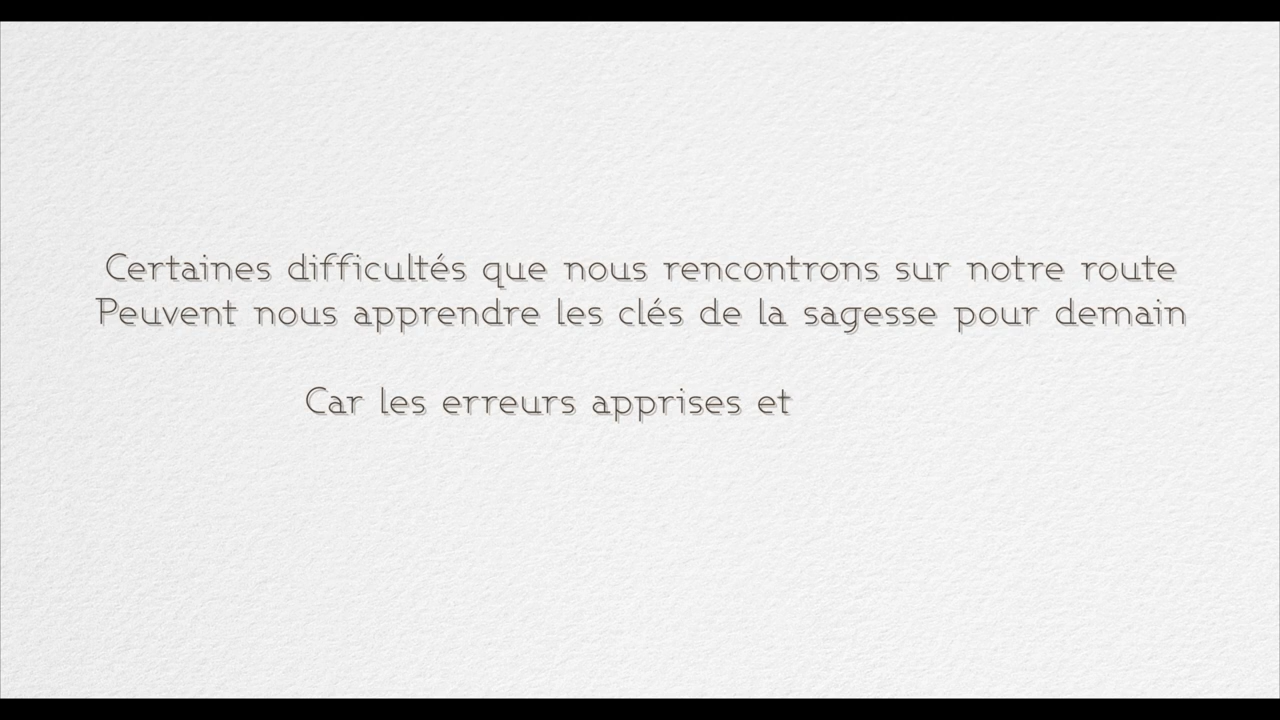 Certaines difficultés que nous rencontrons sur notre route
Peuvent nous apprendre les clés de la sagesse pour demain
Car les erreurs apprises et